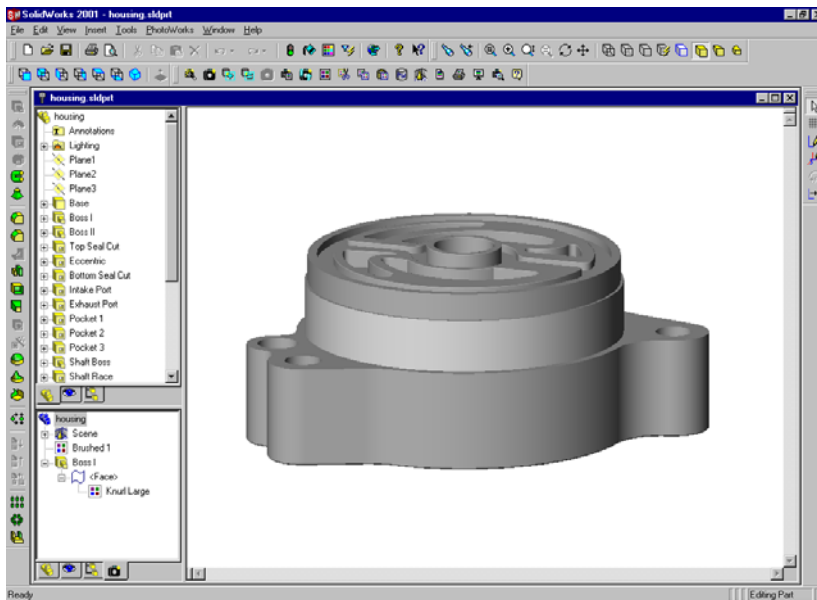 SolidWorks 2001 - housing.sldprt
File Edit View Insert Tools PhotoWorks Window Help
housing.sldprt
housing
Annotations
Lighting
Plane1
Plane2
Plane3
Base
Boss I
Boss II
Top Seal Cut
Eccentric
Bottom Seal Cut
Intake Port
Exhaust Port
Pocket 1
Pocket 2
Pocket 3
Shaft Boss
Shaft Race
housing
Scene
Brushed 1
Boss I
<Face>
Knurl Large
Ready
Editing Part